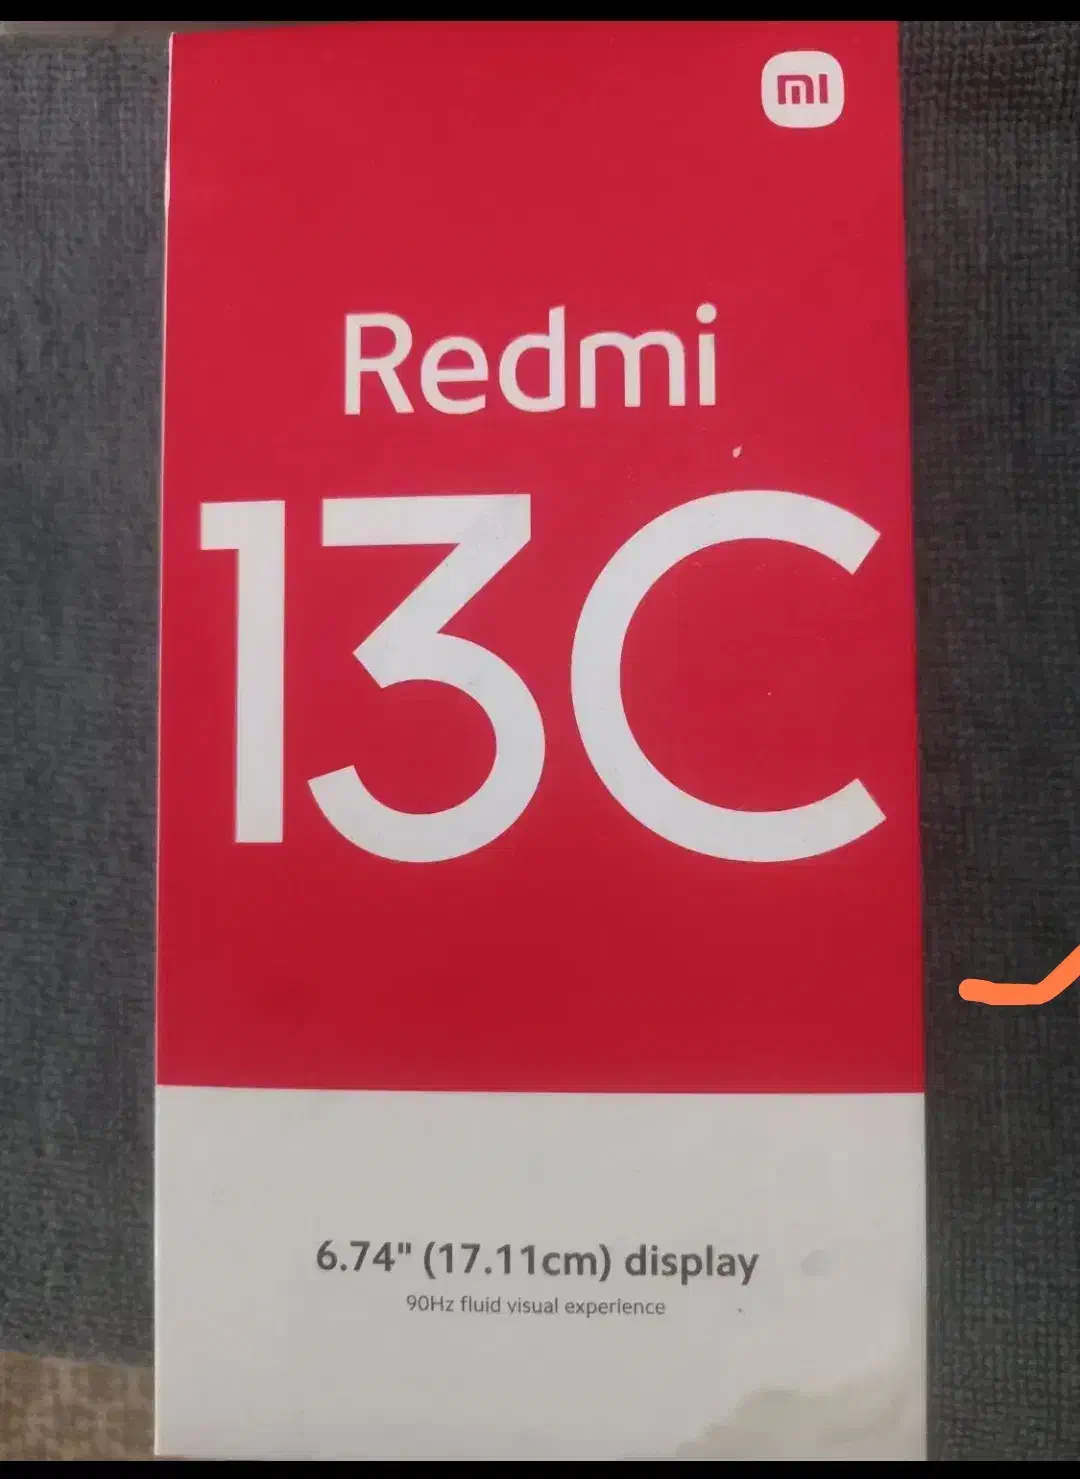 mi
Redmi
13C
6.74" (17.11cm) display
90Hz fluid visual experience